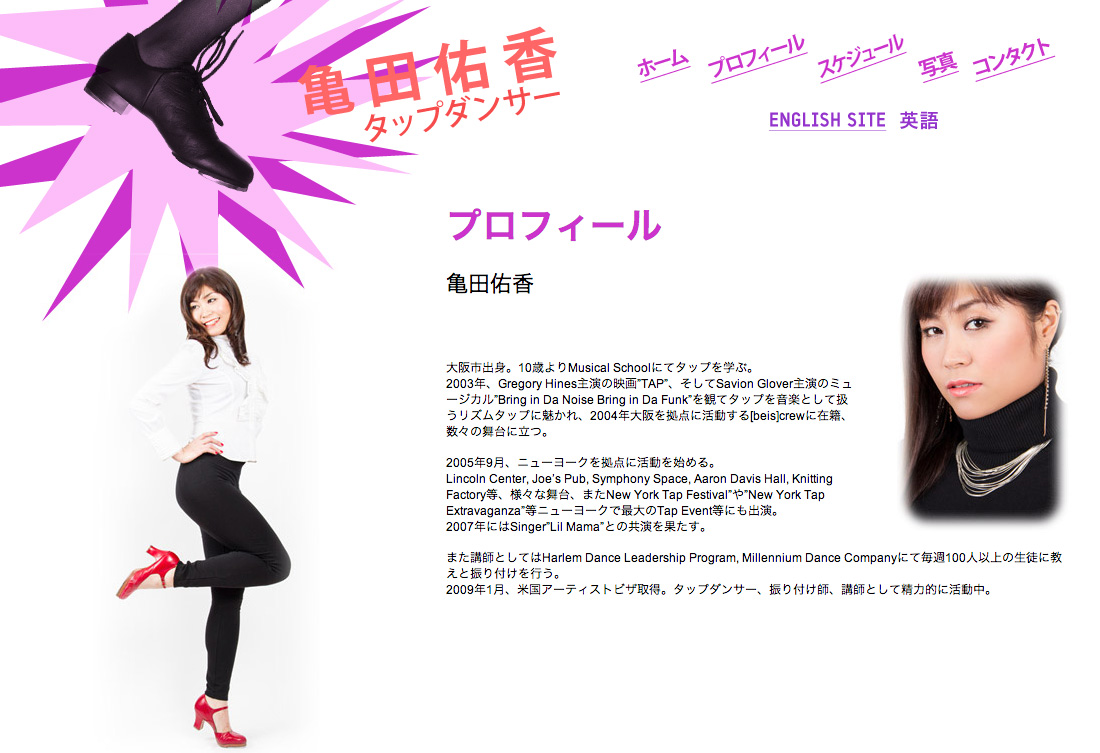 亀田佑香
タップダンサー
ホーム プロフィール スケジュール 写真 コンタクト
ENGLISH SITE 英語
プロフィール
亀田佑香
大阪市出身。10歳よりMusical Schoolにてタップを学ぶ。
2003年、Gregory Hines主演の映画”TAP”、そしてSavion Glover主演のミュ
ージカル”Bring in Da Noise Bring in Da Funk”を観てタップを音楽として扱
うリズムタップに魅かれ、2004年大阪を拠点に活動する[beis]crewに在籍、
数々の舞台に立つ。
2005年9月、ニューヨークを拠点に活動を始める。
Lincoln Center, Joe’s Pub, Symphony Space, Aaron Davis Hall, Knitting
Factory等、様々な舞台、またNew York Tap Festival”や”New York Tap
Extravaganza”等ニューヨークで最大のTap Event等にも出演。
2007年にはSinger”Lil Mama”との共演を果たす。
また講師としてはHarlem Dance Leadership Program, Millennium Dance Companyにて毎週100人以上の生徒に教
えと振り付けを行う。
2009年1月、米国アーティストビザ取得。タップダンサー、振り付け師、講師として精力的に活動中。